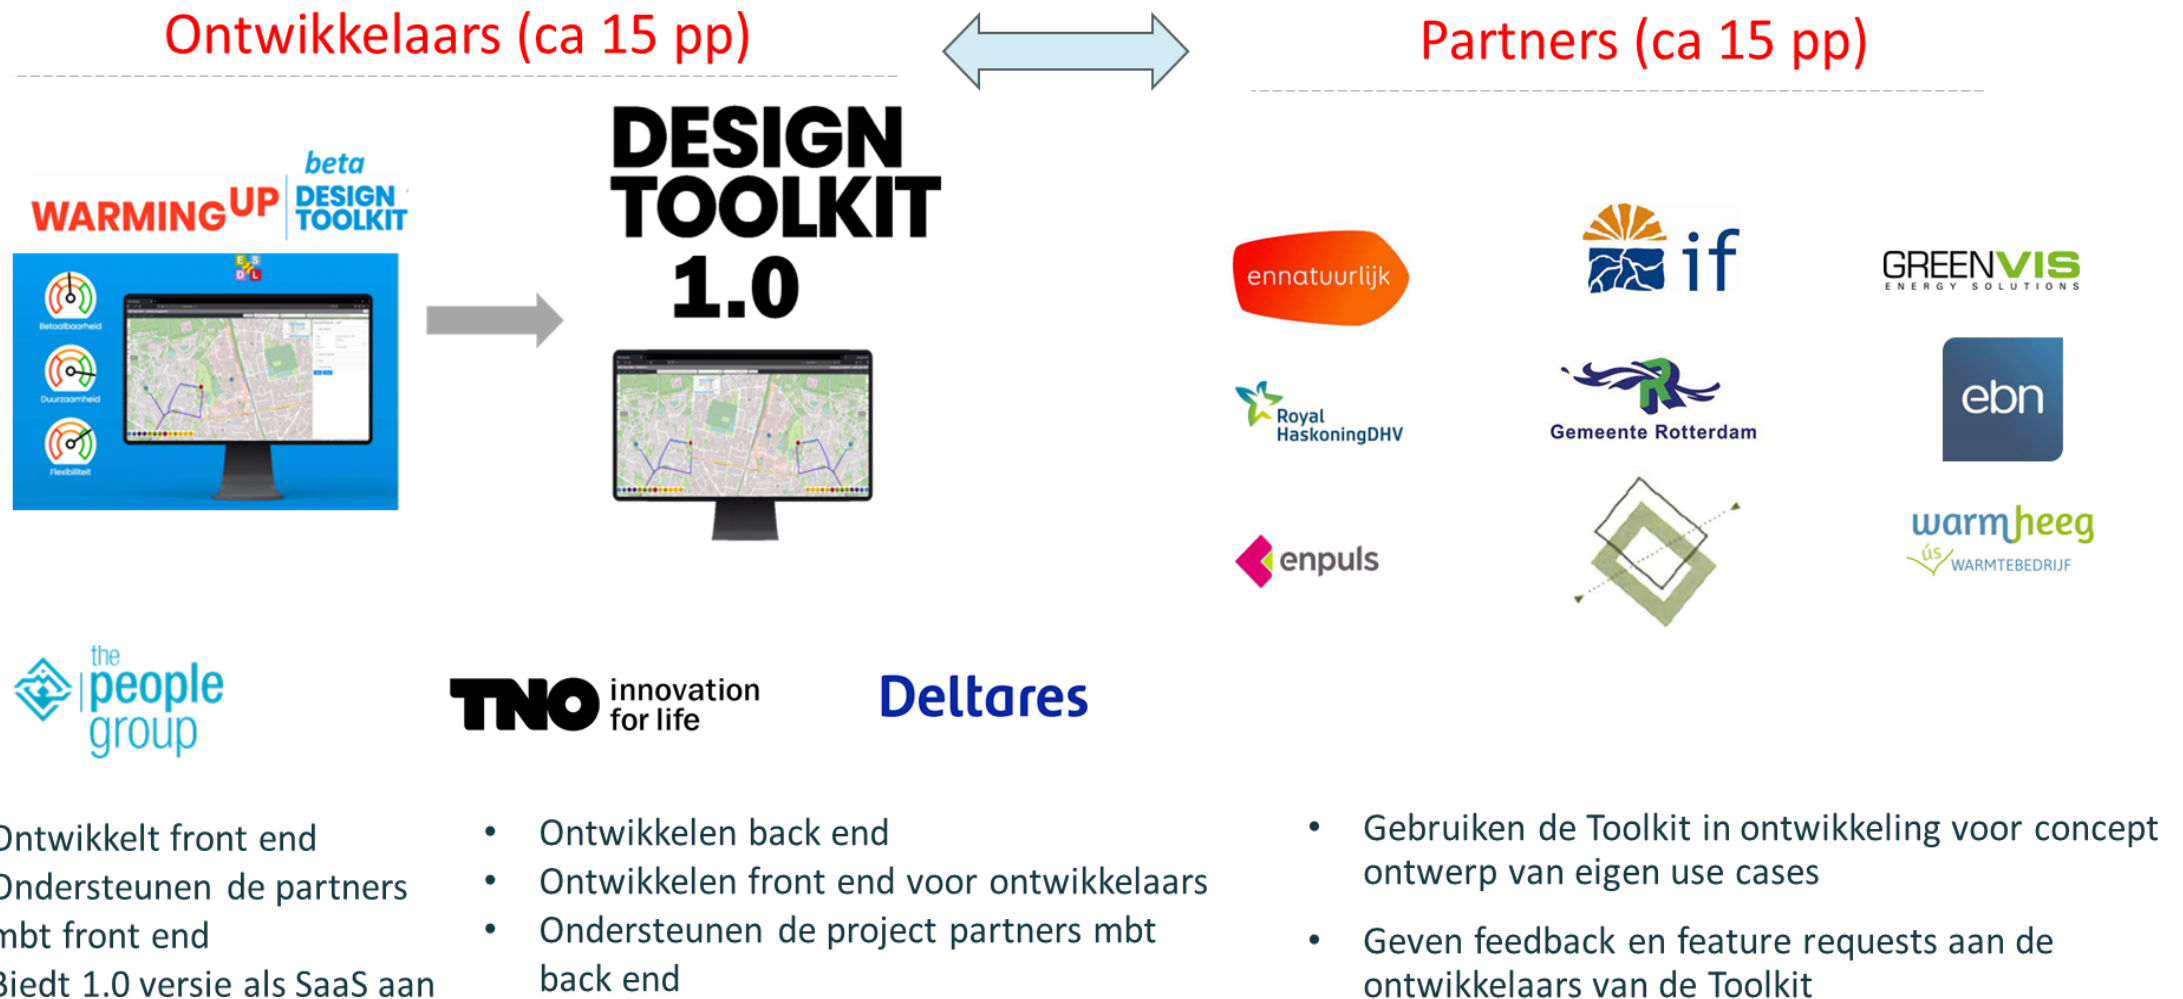 Ontwikkelaars (ca 15 pp)
Partners (ca 15 pp)
beta
WARMINGUP
DESIGN
TOOLKIT
E S
D L
Betaalbaarheid
Duurzaamheid
Flexibiliteit
DESIGN
TOOLKIT
1.0
ennatuurlijk
if
GREENVIS
ENERGY SOLUTIONS
Royal
HaskoningDHV
Gemeente Rotterdam
ebn
enpuls
warmheeg
ús
WARMTEBEDRIJF
the
people
group
TNO innovation
for life
Deltares
Ontwikkelt front end
Ondersteunen de partners
mbt front end
Biedt 1.0 versie als SaaS aan
• Ontwikkelen back end
• Ontwikkelen front end voor ontwikkelaars
• Ondersteunen de project partners mbt
back end
• Gebruiken de Toolkit in ontwikkeling voor concept
ontwerp van eigen use cases
• Geven feedback en feature requests aan de
ontwikkelaars van de Toolkit